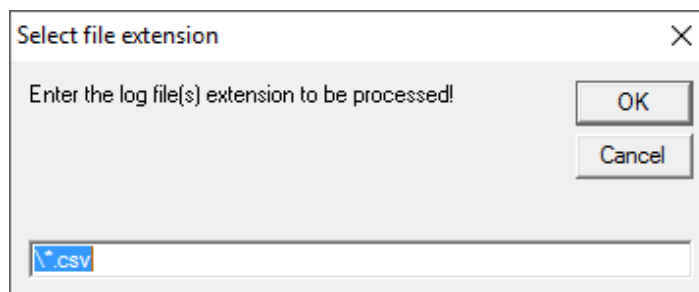 Select file extension
Enter the log file(s) extension to be processed!
OK
Cancel
\*.csv